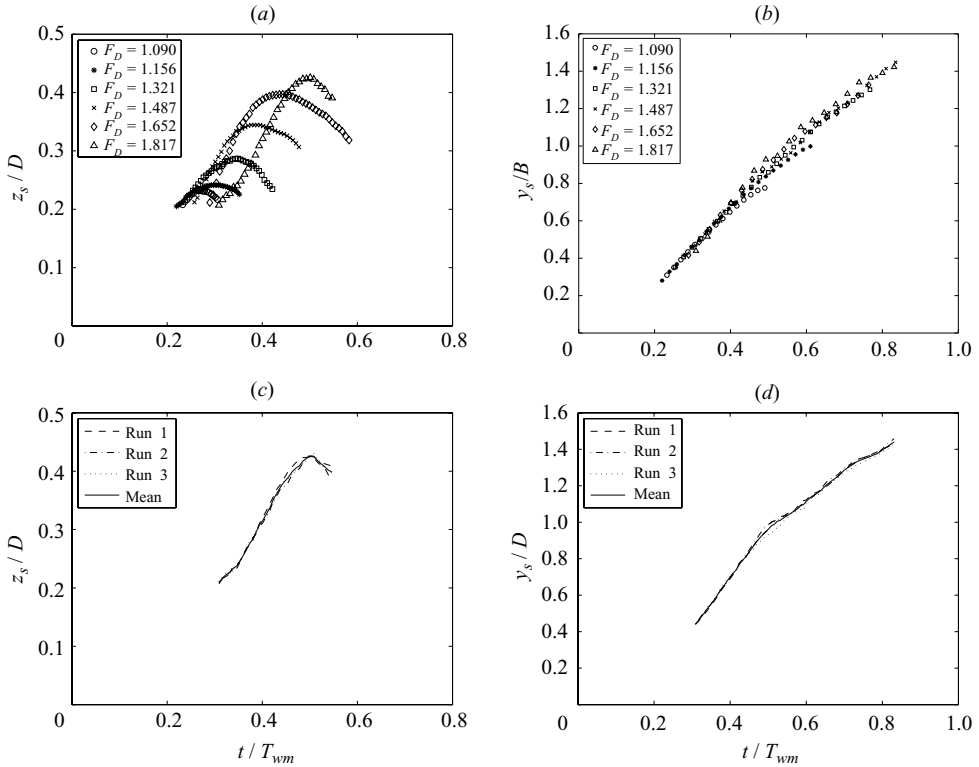 (a)
0.5
0.4
0.3
0.2
0.1
0
0.2
0.4
0.6
0.8
z_s / D
F_D = 1.090
F_D = 1.156
F_D = 1.321
F_D = 1.487
F_D = 1.652
F_D = 1.817
(b)
1.6
1.4
1.2
1.0
0.8
0.6
0.4
0.2
0
0.2
0.4
0.6
0.8
1.0
y_s/B
F_D = 1.090
F_D = 1.156
F_D = 1.321
F_D = 1.487
F_D = 1.652
F_D = 1.817
(c)
0.5
0.4
0.3
0.2
0.1
0
0.2
0.4
0.6
0.8
z_s / D
t / T_wm
Run 1
Run 2
Run 3
Mean
(d)
1.6
1.4
1.2
1.0
0.8
0.6
0.4
0.2
0
0.2
0.4
0.6
0.8
1.0
y_s / D
t / T_wm
Run 1
Run 2
Run 3
Mean